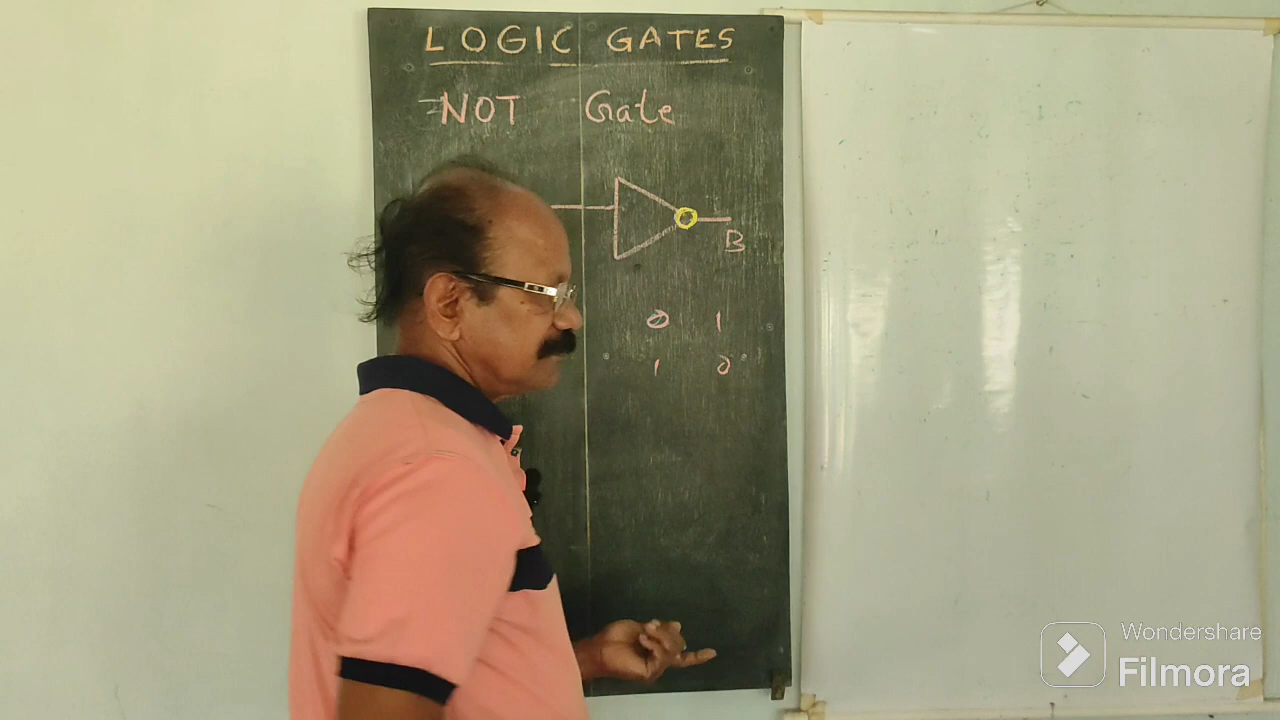 LOGIC GATES
NOT Gate
B
0 1
1 0
Wondershare
Filmora